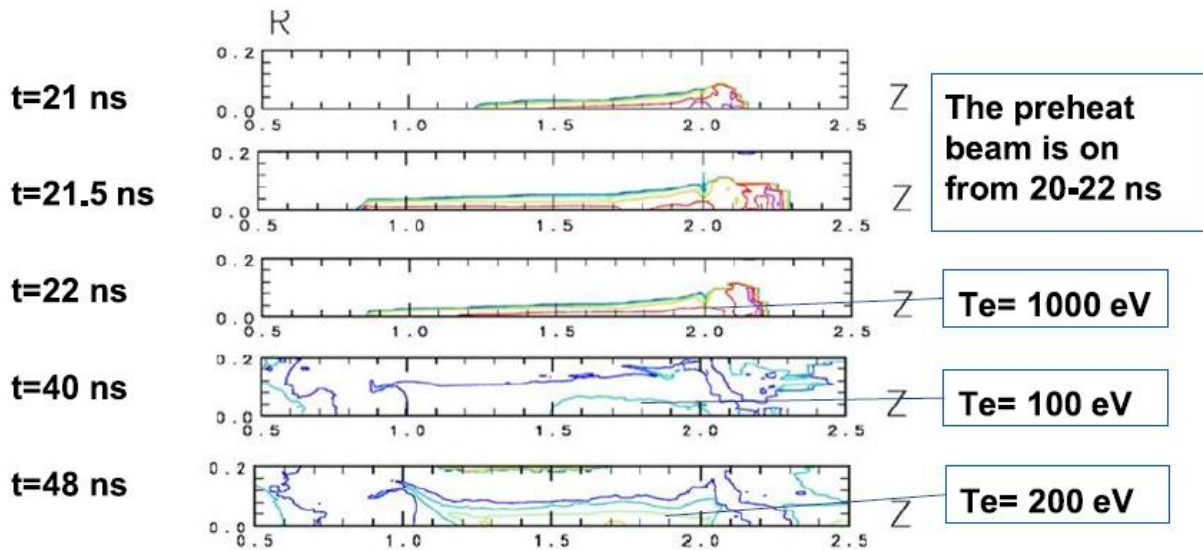 R
t=21 ns
0.2
0.0
0.5 1.0 1.5 2.0 2.5
Z
t=21.5 ns
0.2
0.0
0.5 1.0 1.5 2.0 2.5
Z
t=22 ns
0.2
0.0
0.5 1.0 1.5 2.0 2.5
Z
t=40 ns
0.2
0.0
0.5 1.0 1.5 2.0 2.5
Z
t=48 ns
0.2
0.0
0.5 1.0 1.5 2.0 2.5
Z
The preheat
beam is on
from 20-22 ns
Te= 1000 eV
Te= 100 eV
Te= 200 eV